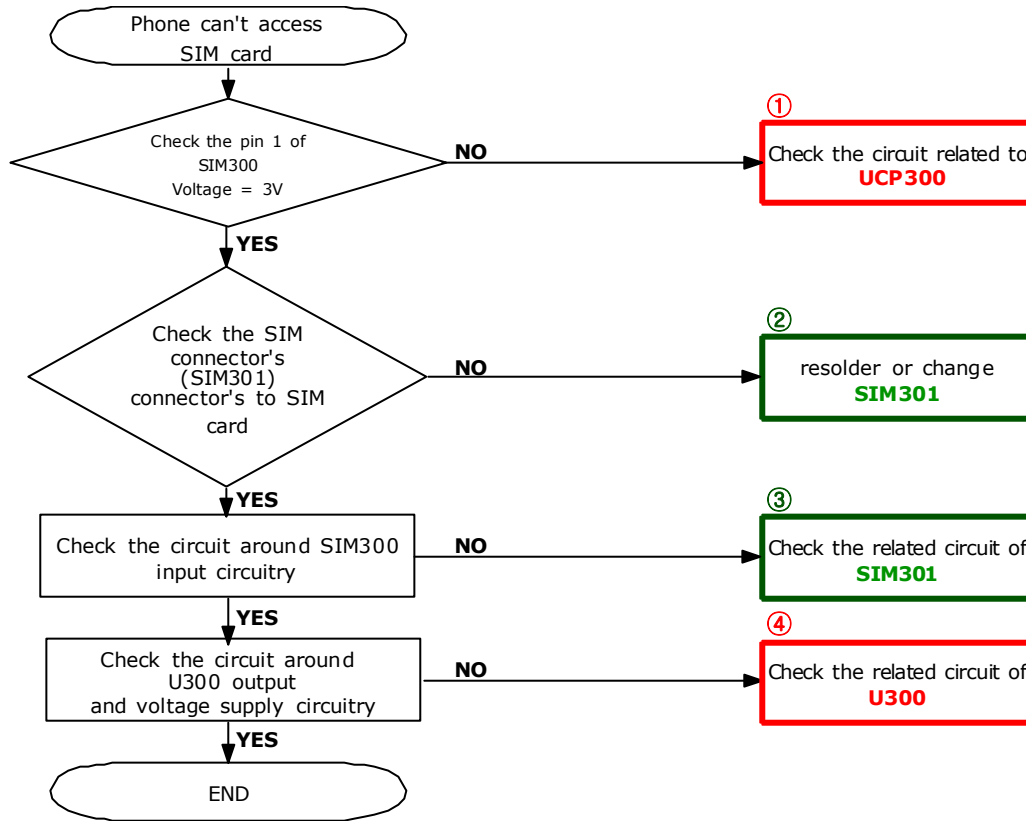 Phone can't access
SIM card
①
Check the pin 1 of
SIM300
Voltage = 3V
NO
Check the circuit related to
UCP300
YES
②
Check the SIM
connector's
(SIM301)
connector's to SIM
card
NO
resolder or change
SIM301
YES
③
Check the circuit around SIM300
input circuitry
NO
Check the related circuit of
SIM301
YES
④
Check the circuit around
U300 output
and voltage supply circuitry
NO
Check the related circuit of
U300
YES
END